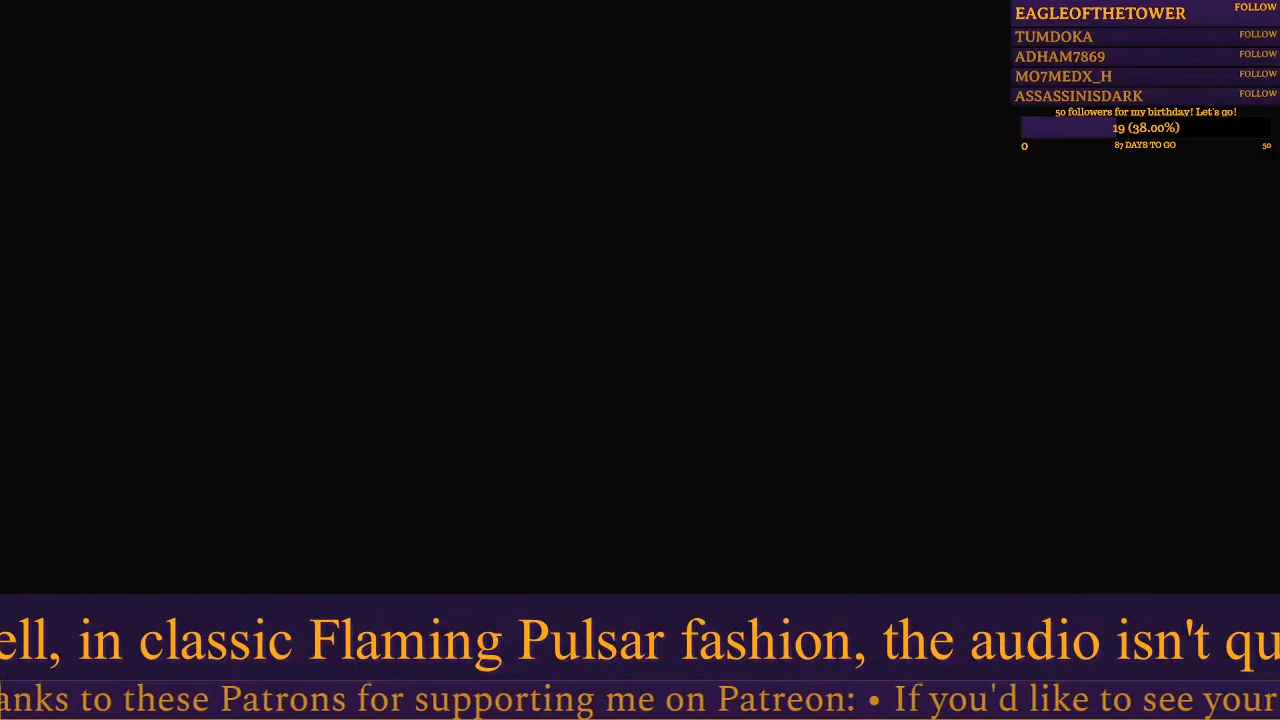 EAGLEOFTHETOWER FOLLOW
TUMDOKA FOLLOW
ADHAM7869 FOLLOW
MO7MEDX_H FOLLOW
ASSASSINISDARK FOLLOW
50 followers for my birthday! Let's go!
19 (38.00%)
0 87 DAYS TO GO 50
ell, in classic Flaming Pulsar fashion, the audio isn't qu
anks to these Patrons for supporting me on Patreon: • If you'd like to see your